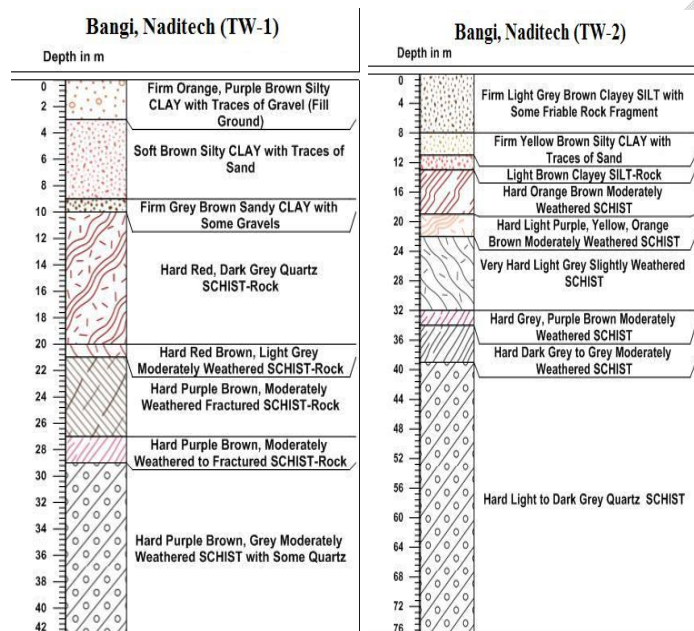 Bangi, Naditech (TW-1)
Depth in m
0
2
4
6
8
10
12
14
16
18
20
22
24
26
28
30
32
34
36
38
40
42
Firm Orange, Purple Brown Silty
CLAY with Traces of Gravel (Fill
Ground)
Soft Brown Silty CLAY with Traces of
Sand
Firm Grey Brown Sandy CLAY with
Some Gravels
Hard Red, Dark Grey Quartz
SCHIST-Rock
Hard Red Brown, Light Grey
Moderately Weathered SCHIST-Rock
Hard Purple Brown, Moderately
Weathered Fractured SCHIST-Rock
Hard Purple Brown, Moderately
Weathered to Fractured SCHIST-Rock
Hard Purple Brown, Grey Moderately
Weathered SCHIST with Some Quartz
Bangi, Naditech (TW-2)
Depth in m
0
4
8
12
16
20
24
28
32
36
40
44
48
52
56
60
64
68
72
76
Firm Light Grey Brown Clayey SILT with
Some Friable Rock Fragment
Firm Yellow Brown Silty CLAY with
Traces of Sand
Light Brown Clayey SILT-Rock
Hard Orange Brown Moderately
Weathered SCHIST
Hard Light Purple, Yellow, Orange
Brown Moderately Weathered SCHIST
Very Hard Light Grey Slightly Weathered
SCHIST
Hard Grey, Purple Brown Moderately
Weathered SCHIST
Hard Dark Grey to Grey Moderately
Weathered SCHIST
Hard Light to Dark Grey Quartz SCHIST